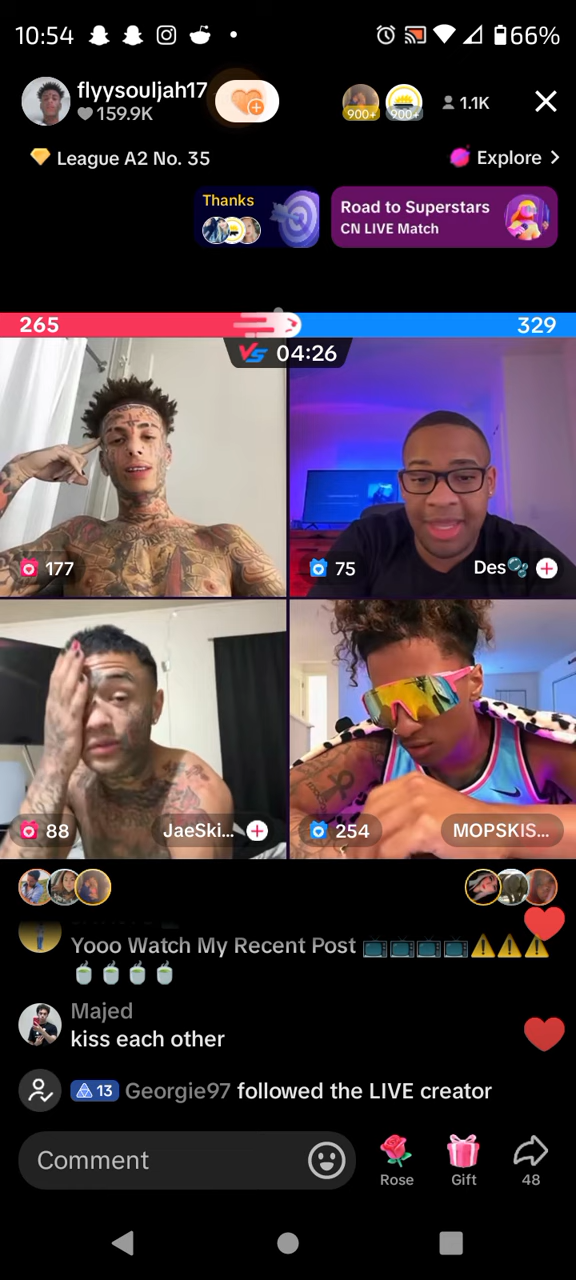 10:54
66%
flyysouljah17
159.9K
900+
900+
1.1K
League A2 No. 35
Explore
Thanks
Road to Superstars
CN LIVE Match
265
329
VS 04:26
177
75
Des
88
JaeSki...
254
MOPSKIS...
Yooo Watch My Recent Post 📺📺📺📺⚠️⚠️⚠️
🍵🍵🍵🍵
Majed
kiss each other
13 Georgie97 followed the LIVE creator
Comment
Rose
Gift
48